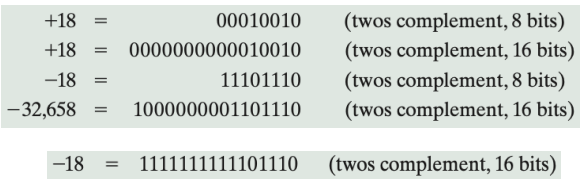 +18 = 00010010 (twos complement, 8 bits)
+18 = 0000000000010010 (twos complement, 16 bits)
−18 = 11101110 (twos complement, 8 bits)
−32,658 = 1000000001101110 (twos complement, 16 bits)
−18 = 1111111111101110 (twos complement, 16 bits)